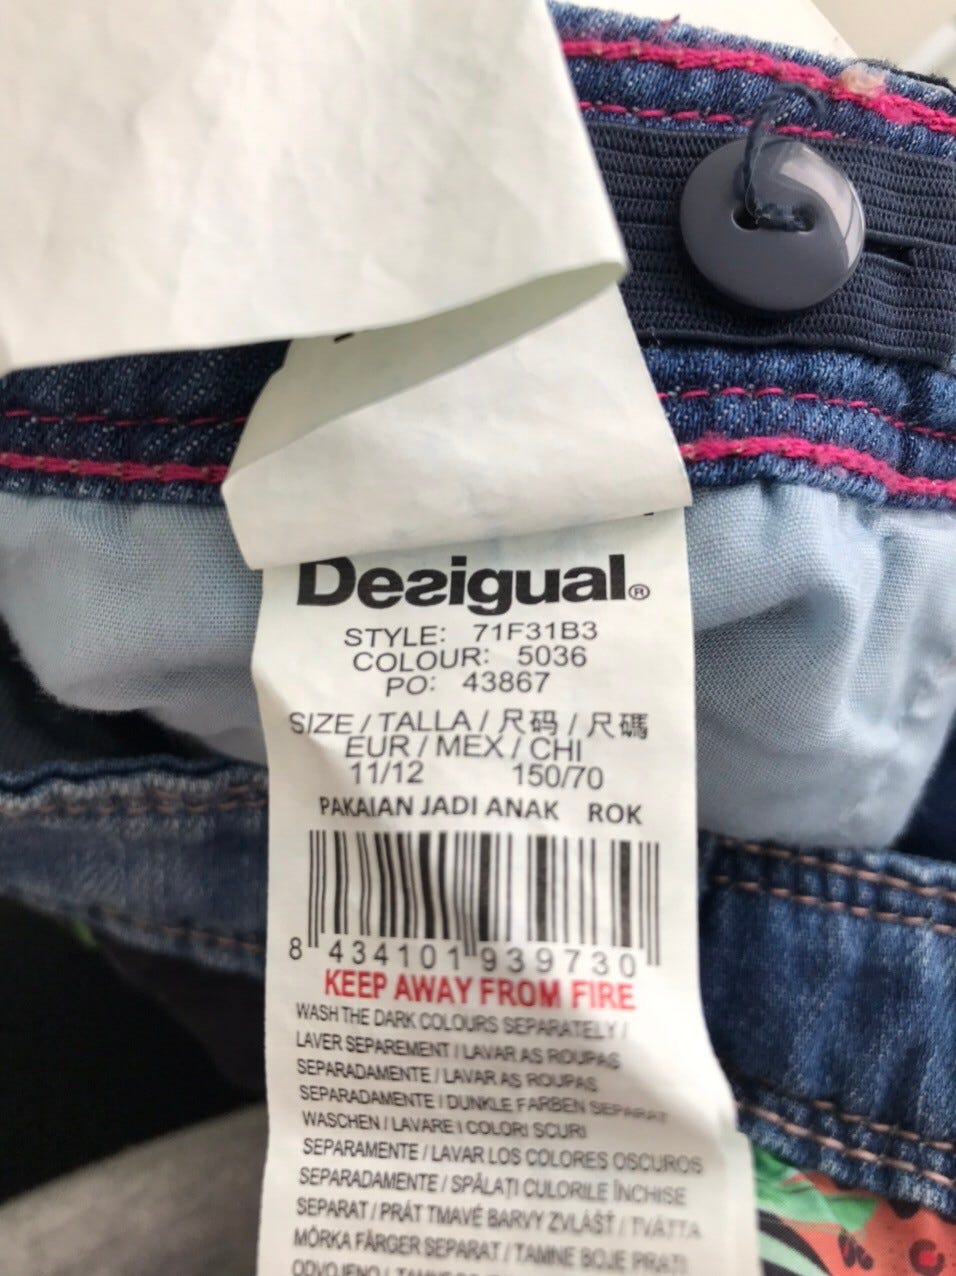 Desigual®
STYLE: 71F31B3
COLOUR: 5036
PO: 43867
SIZE / TALLA / 尺码 / 尺碼
EUR / MEX / CHI
11/12 150/70
PAKAIAN JADI ANAK ROK
8 434101 939730
KEEP AWAY FROM FIRE
WASH THE DARK COLOURS SEPARATELY /
LAVER SEPAREMENT / LAVAR AS ROUPAS
SEPARADAMENTE / LAVAR AS ROUPAS
SEPARADAMENTE / DUNKLE FARBEN SEPARAT
WASCHEN / LAVARE I COLORI SCURI
SEPARAMENTE / LAVAR LOS COLORES OSCUROS
SEPARADAMENTE / SPĂLAȚI CULORILE ÎNCHISE
SEPARAT / PRÁT TMAVÉ BARVY ZVLÁŠŤ / TVÄTTA
MÖRKA FÄRGER SEPARAT / TAMNE BOJE PRATI
ODVOJENO / TAMNE